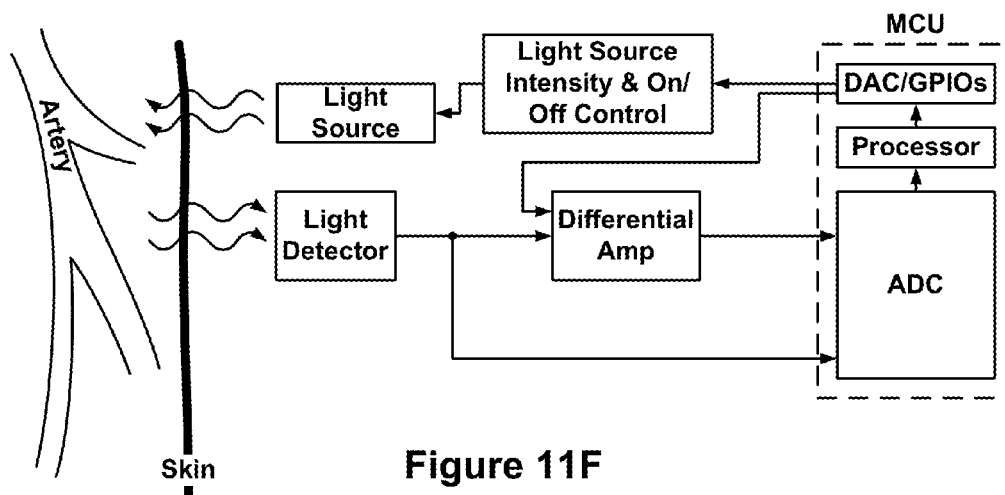 MCU
Light Source
Intensity & On/
Off Control
DAC/GPIOs
Light
Source
Artery
Processor
Light
Detector
Differential
Amp
ADC
Skin
Figure 11F